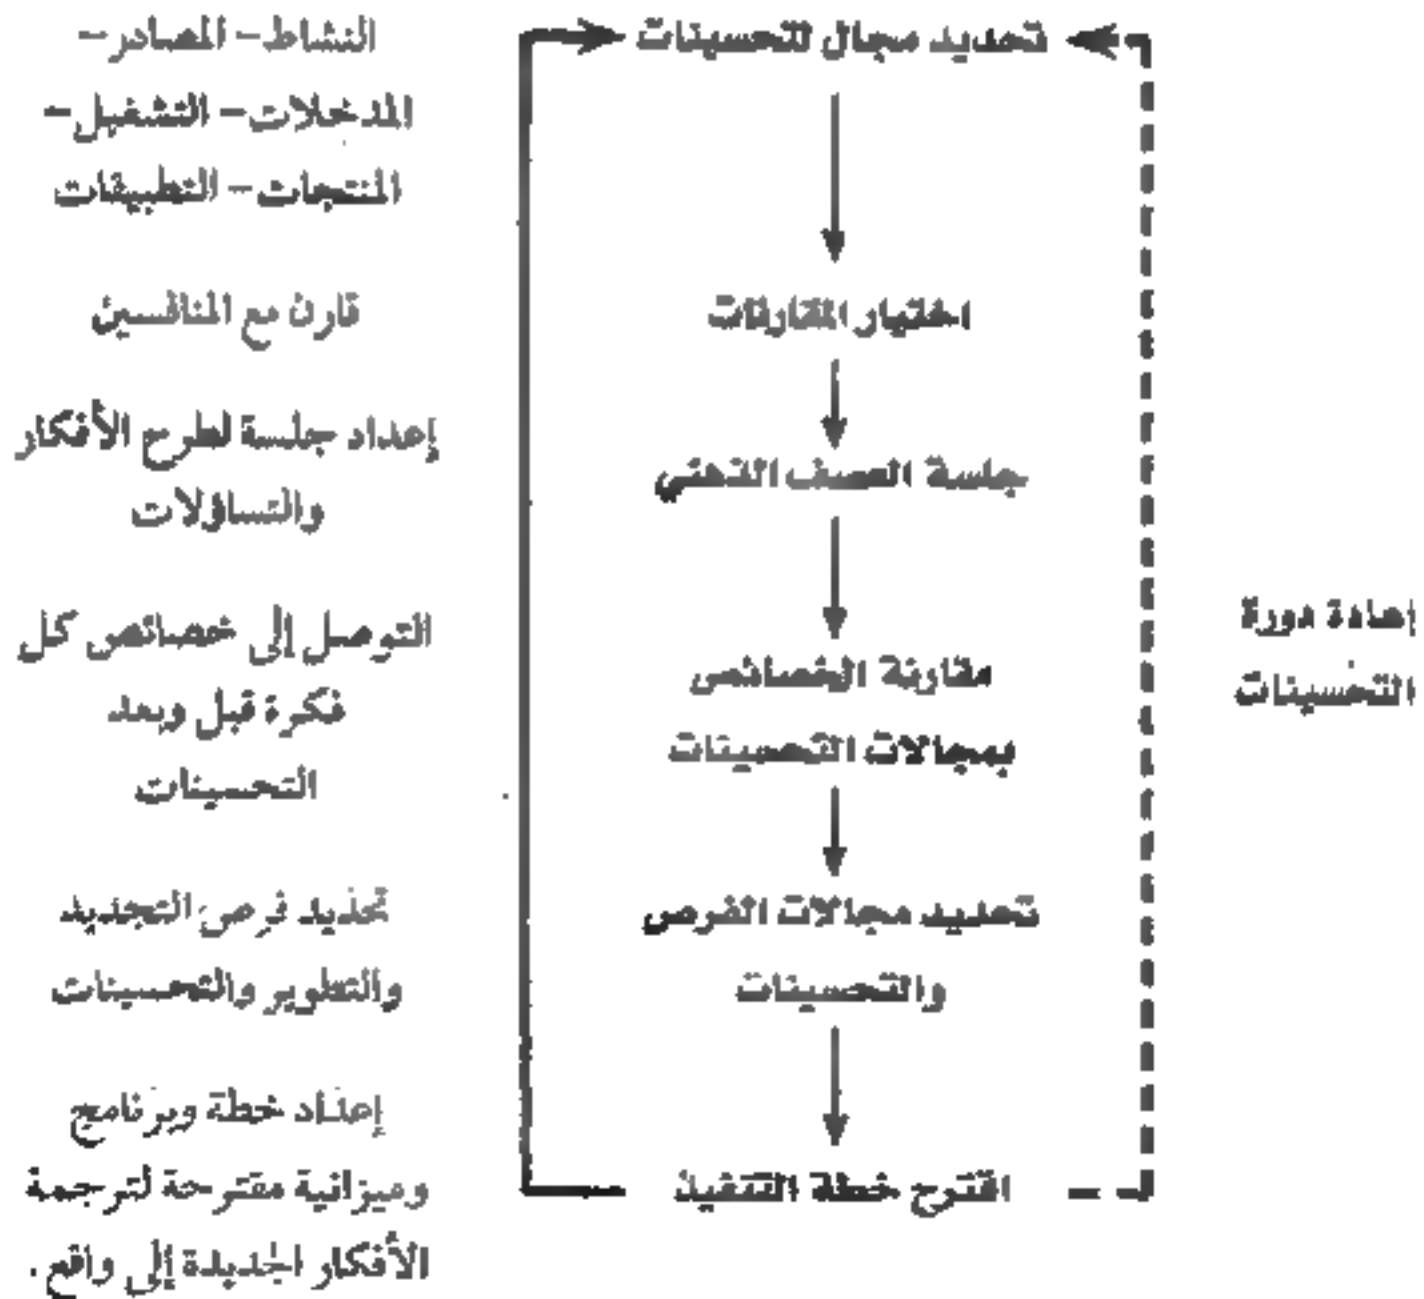 تحديد مجال للتحسينات
النشاط - المصادر -
المدخلات - التشغيل -
المنتجات - التطبيقات
اختيار المقارنات
قارن مع المنافسين
جلسة العصف الذهني
إعداد جلسة لطرح الأفكار
والتساؤلات
إعادة دورة
التحسينات
مقارنة الخصائص
بمجالات التحسينات
التوصل إلى خصائص كل
فكرة قبل وبعد
التحسينات
تحديد مجالات الفرص
والتحسينات
تحديد فرص التجديد
والتطوير والتحسينات
اقترح خطة التنفيذ
إعداد خطة وبرنامج
وميزانية مقترحة لترجمة
الأفكار الجديدة إلى واقع.